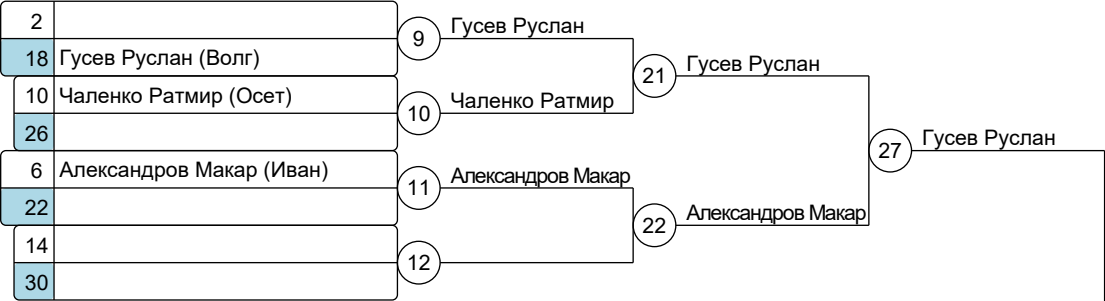 2
18 Гусев Руслан (Волг)
9
Гусев Руслан
10 Чаленко Ратмир (Осет)
26
10
Чаленко Ратмир
21
Гусев Руслан
6 Александров Макар (Иван)
22
11
Александров Макар
14
30
12
22
Александров Макар
27
Гусев Руслан